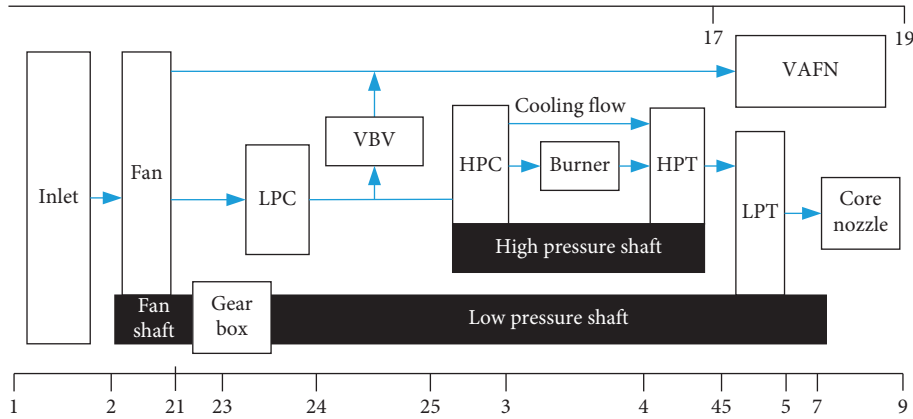 17 19
VAFN
Cooling flow
VBV
Fan
HPC
Burner
HPT
Inlet
LPC
LPT
Core
nozzle
High pressure shaft
Fan
shaft
Gear
box
Low pressure shaft
1 2 21 23 24 25 3 4 45 5 7 9